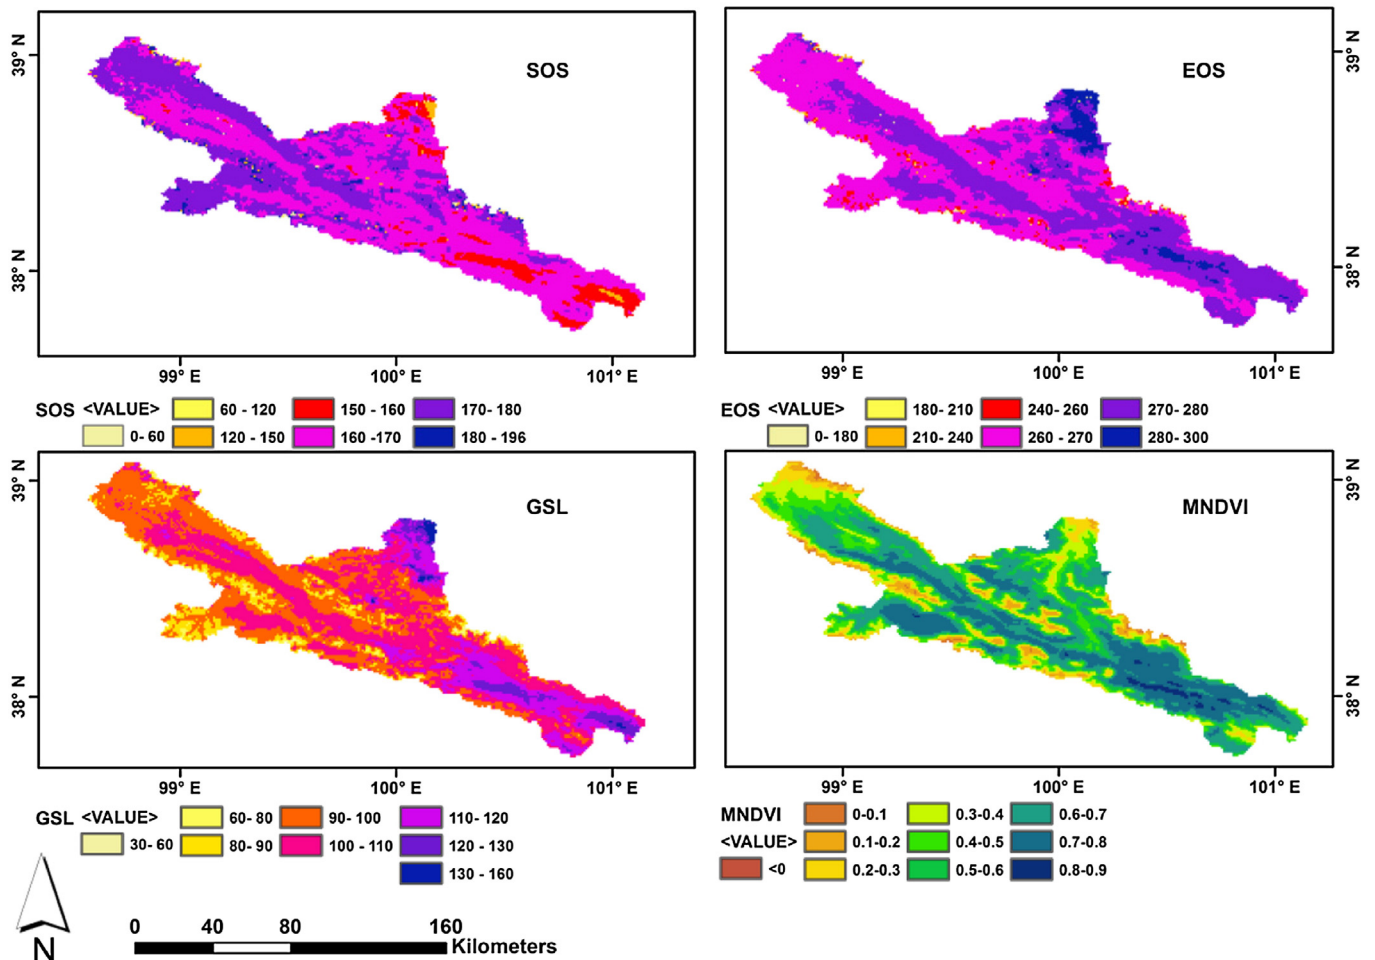 SOS
EOS
39° N
39° N
38° N
38° N
99° E
100° E
101° E
99° E
100° E
101° E
SOS <VALUE>
60 - 120
150 - 160
170- 180
0- 60
120 - 150
160 -170
180 - 196
EOS <VALUE>
180- 210
240- 260
270- 280
0- 180
210- 240
260 - 270
280- 300
GSL
MNDVI
39° N
39° N
38° N
38° N
99° E
100° E
101° E
99° E
100° E
101° E
GSL <VALUE>
60- 80
90- 100
110- 120
30- 60
80- 90
100 - 110
120 - 130
130 - 160
MNDVI
0-0.1
0.3-0.4
0.6-0.7
<VALUE>
0.1-0.2
0.4-0.5
0.7-0.8
<0
0.2-0.3
0.5-0.6
0.8-0.9
N
0 40 80 160
Kilometers